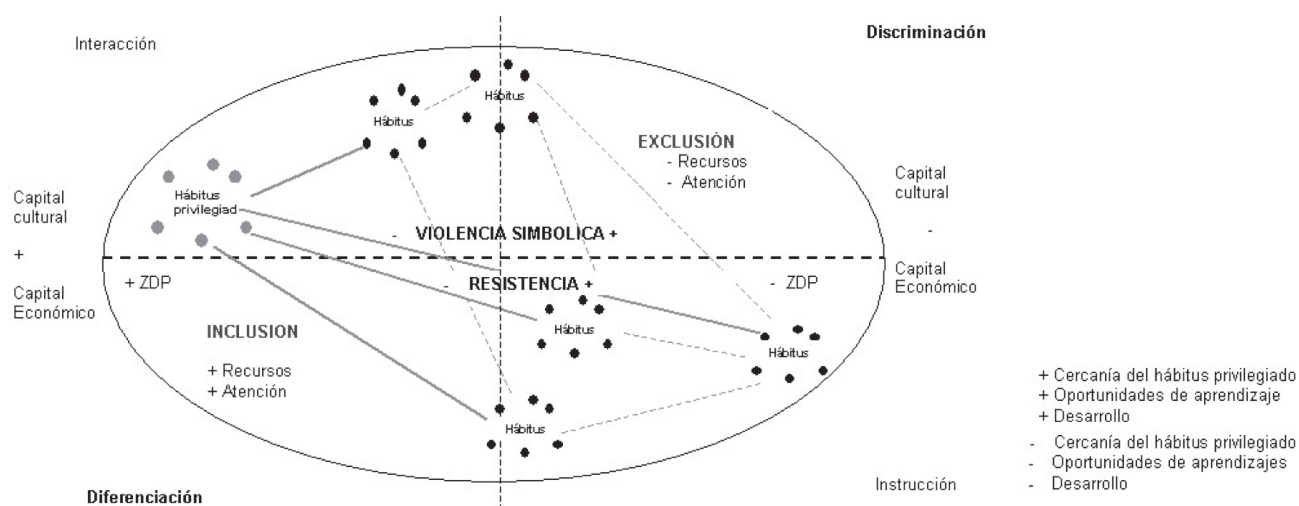 Interacción
Discriminación
Hábitus
Hábitus
EXCLUSIÓN
- Recursos
- Atención
Hábitus
privilegiad
Capital
cultural
+
Capital
Económico
Capital
cultural
-
Capital
Económico
- VIOLENCIA SIMBOLICA +
+ ZDP
- RESISTENCIA +
- ZDP
INCLUSION
+ Recursos
+ Atención
Hábitus
Hábitus
Hábitus
+ Cercanía del hábitus privilegiado
+ Oportunidades de aprendizaje
+ Desarrollo
- Cercanía del hábitus privilegiado
- Oportunidades de aprendizajes
- Desarrollo
Diferenciación
Instrucción